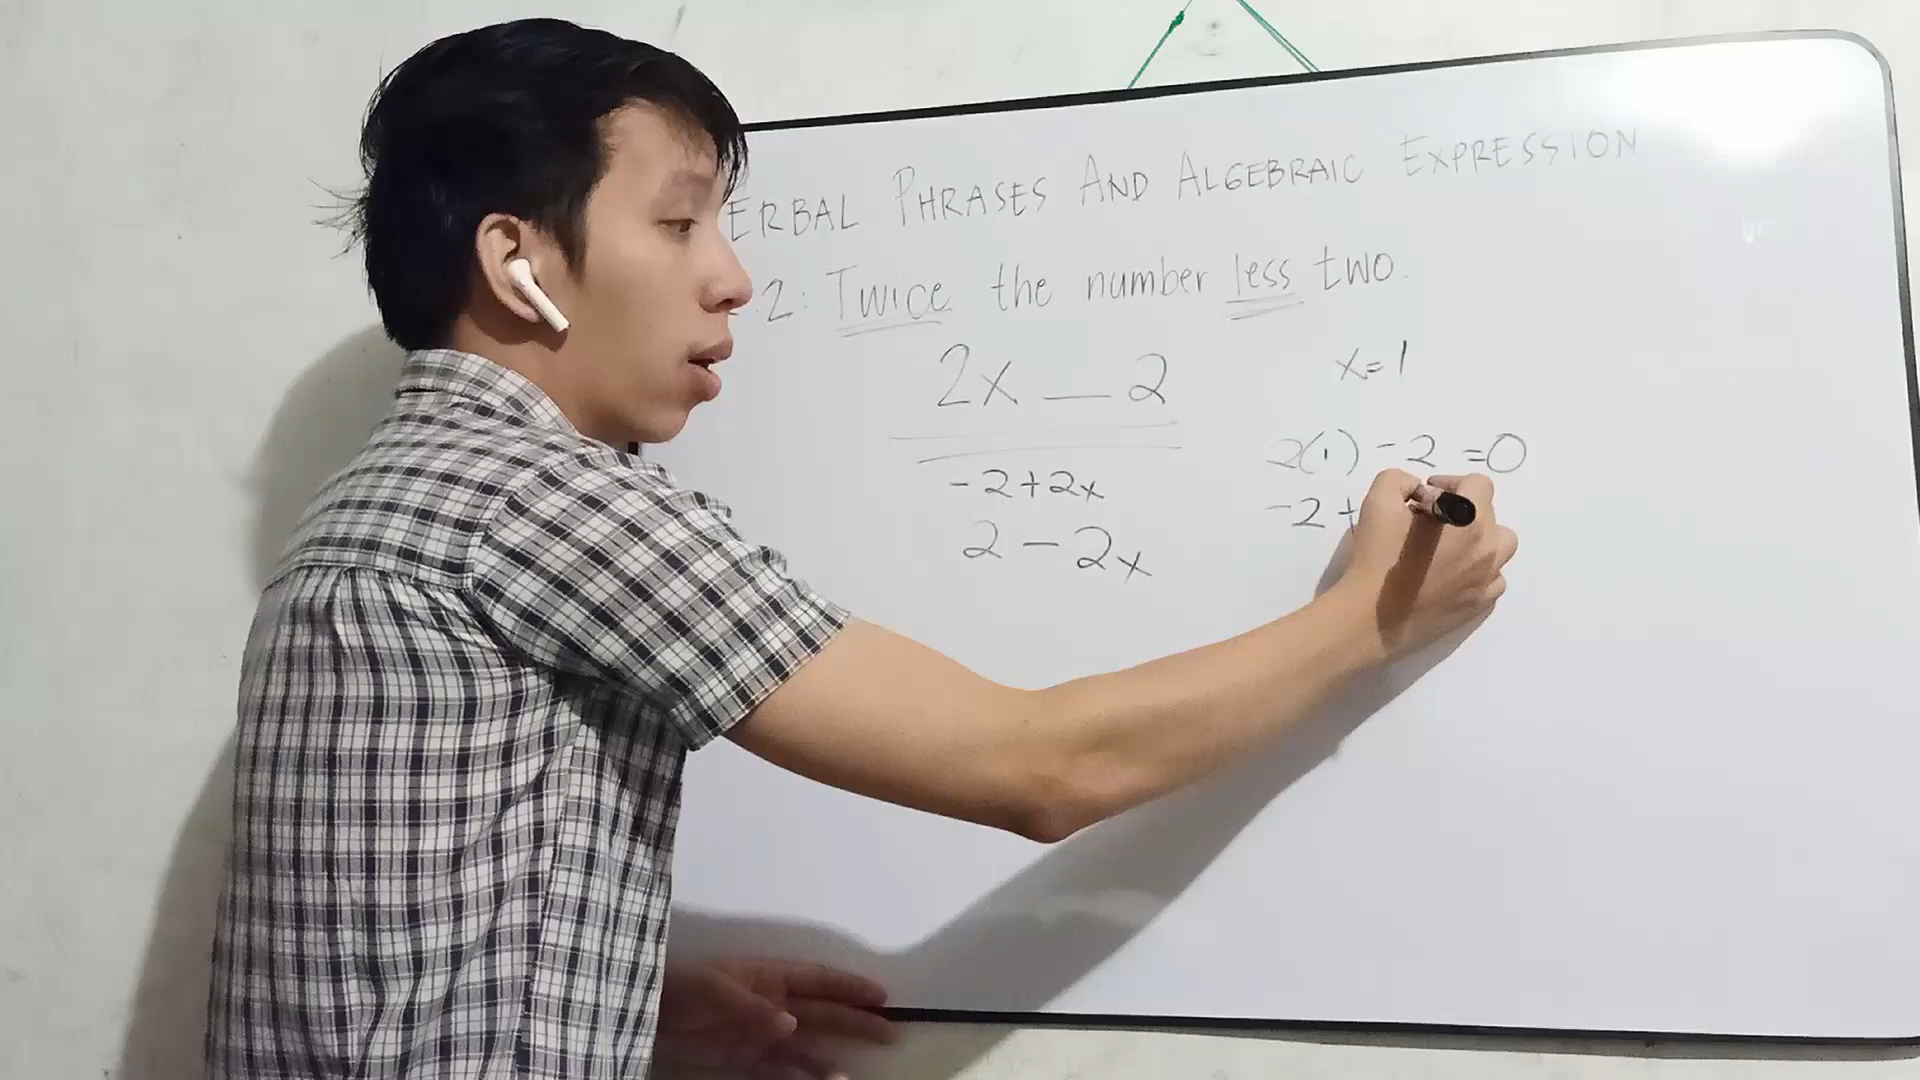 ERBAL PHRASES AND ALGEBRAIC EXPRESSION
.2: Twice the number less two.
2x — 2
x=1
2(1) - 2 = 0
-2+2x
-2 +
2 - 2x